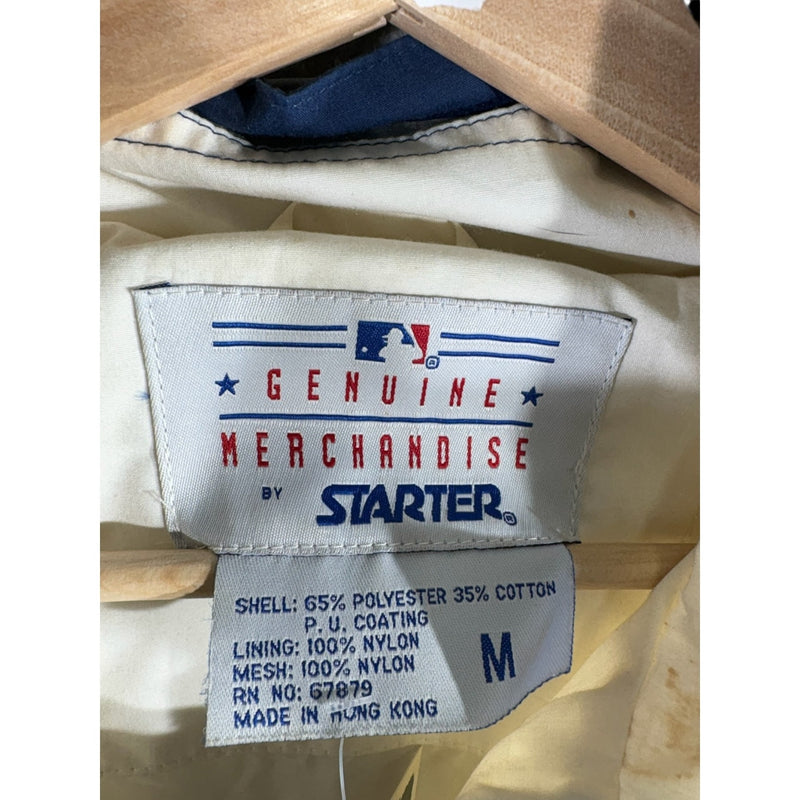 GENUINE
MERCHANDISE
BY STARTER®
SHELL: 65% POLYESTER 35% COTTON
P. U. COATING
LINING: 100% NYLON
MESH: 100% NYLON
RN NO: 67879
MADE IN HONG KONG
M